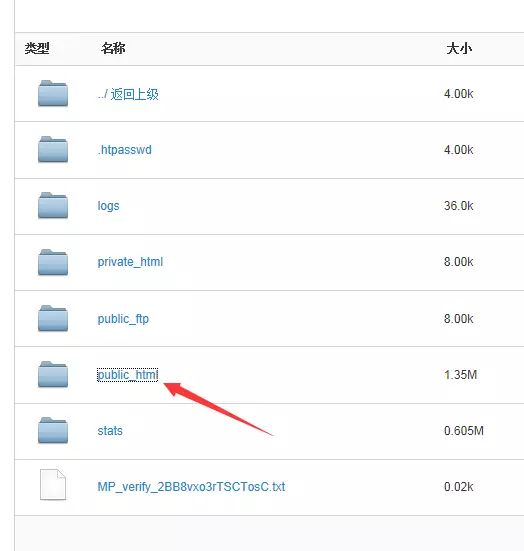 类型 名称 大小
../ 返回上级 4.00k
.htpasswd 4.00k
logs 36.0k
private_html 8.00k
public_ftp 8.00k
public_html 1.35M
stats 0.605M
MP_verify_2BB8vxo3rTSCTosC.txt 0.02k